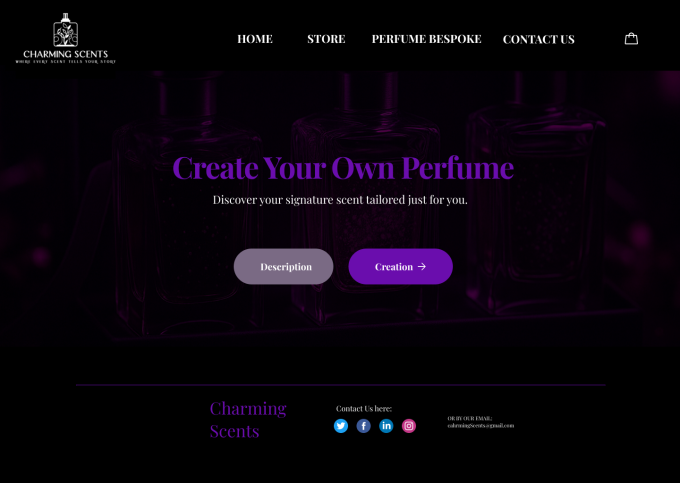 CHARMING SCENTS
WHERE EVERY SCENT TELLS YOUR STORY
HOME STORE PERFUME BESPOKE CONTACT US
Create Your Own Perfume
Discover your signature scent tailored just for you.
Description Creation →
Charming
Scents
Contact Us here:
OR BY OUR EMAIL:
cahrmingScents@gmail.com